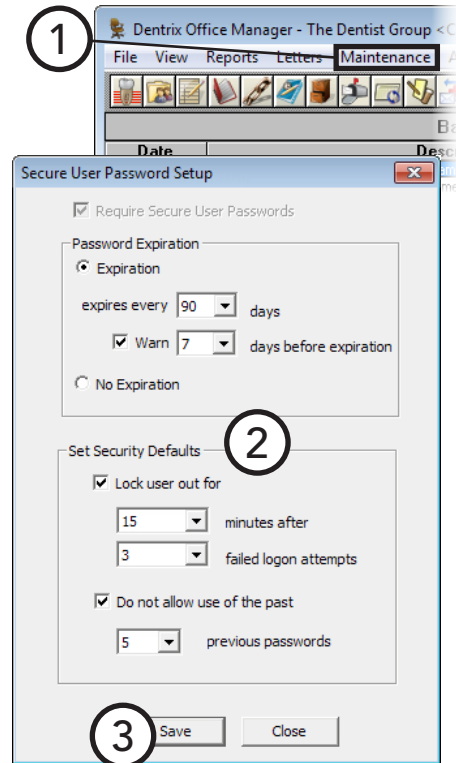 1
Dentrix Office Manager - The Dentist Group <
File View Reports Letters Maintenance
Ba
Date Desc
Secure User Password Setup
Require Secure User Passwords
Password Expiration
Expiration
expires every 90 days
Warn 7 days before expiration
No Expiration
2
Set Security Defaults
Lock user out for
15 minutes after
3 failed logon attempts
Do not allow use of the past
5 previous passwords
3
Save Close